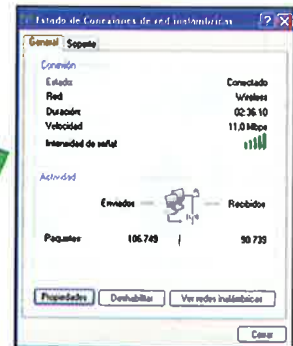 Estado de Conexiones de red inalámbricas
General Soporte
Conexión
Estado: Conectado
Red: Wireless
Duración: 02:36:10
Velocidad: 11,0 Mbps
Intensidad de señal:
Actividad
Enviados — Recibidos
Paquetes: 106.749 | 90.739
Propiedades Deshabilitar Ver redes inalámbricas
Cerrar